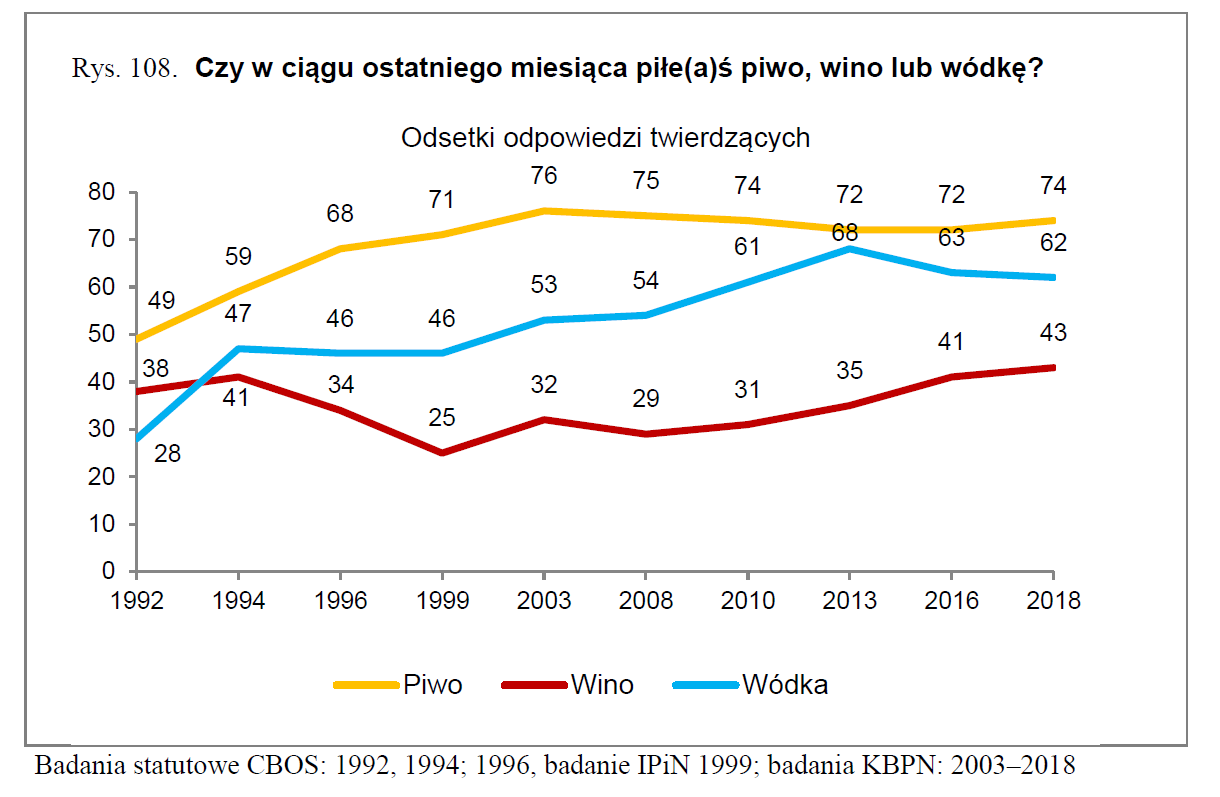 Rys. 108. Czy w ciągu ostatniego miesiąca piłe(a)ś piwo, wino lub wódkę?
Odsetki odpowiedzi twierdzących
80
70
60
50
40
30
20
10
0
49 59 68 71 76 75 74 72 72 74
28 47 46 46 53 54 61 68 63 62
38 41 34 25 32 29 31 35 41 43
1992 1994 1996 1999 2003 2008 2010 2013 2016 2018
Piwo Wino Wódka
Badania statutowe CBOS: 1992, 1994; 1996, badanie IPiN 1999; badania KBPN: 2003–2018